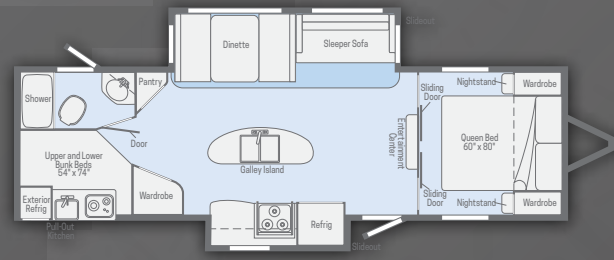 Slideout
Dinette
Sleeper Sofa
Shower
Pantry
Door
Upper and Lower
Bunk Beds
54" x 74"
Wardrobe
Exterior
Refrig
Pull-Out
Kitchen
Galley Island
Refrig
Slideout
Entertainment
Center
Sliding
Door
Sliding
Door
Nightstand
Wardrobe
Queen Bed
60" x 80"
Nightstand
Wardrobe